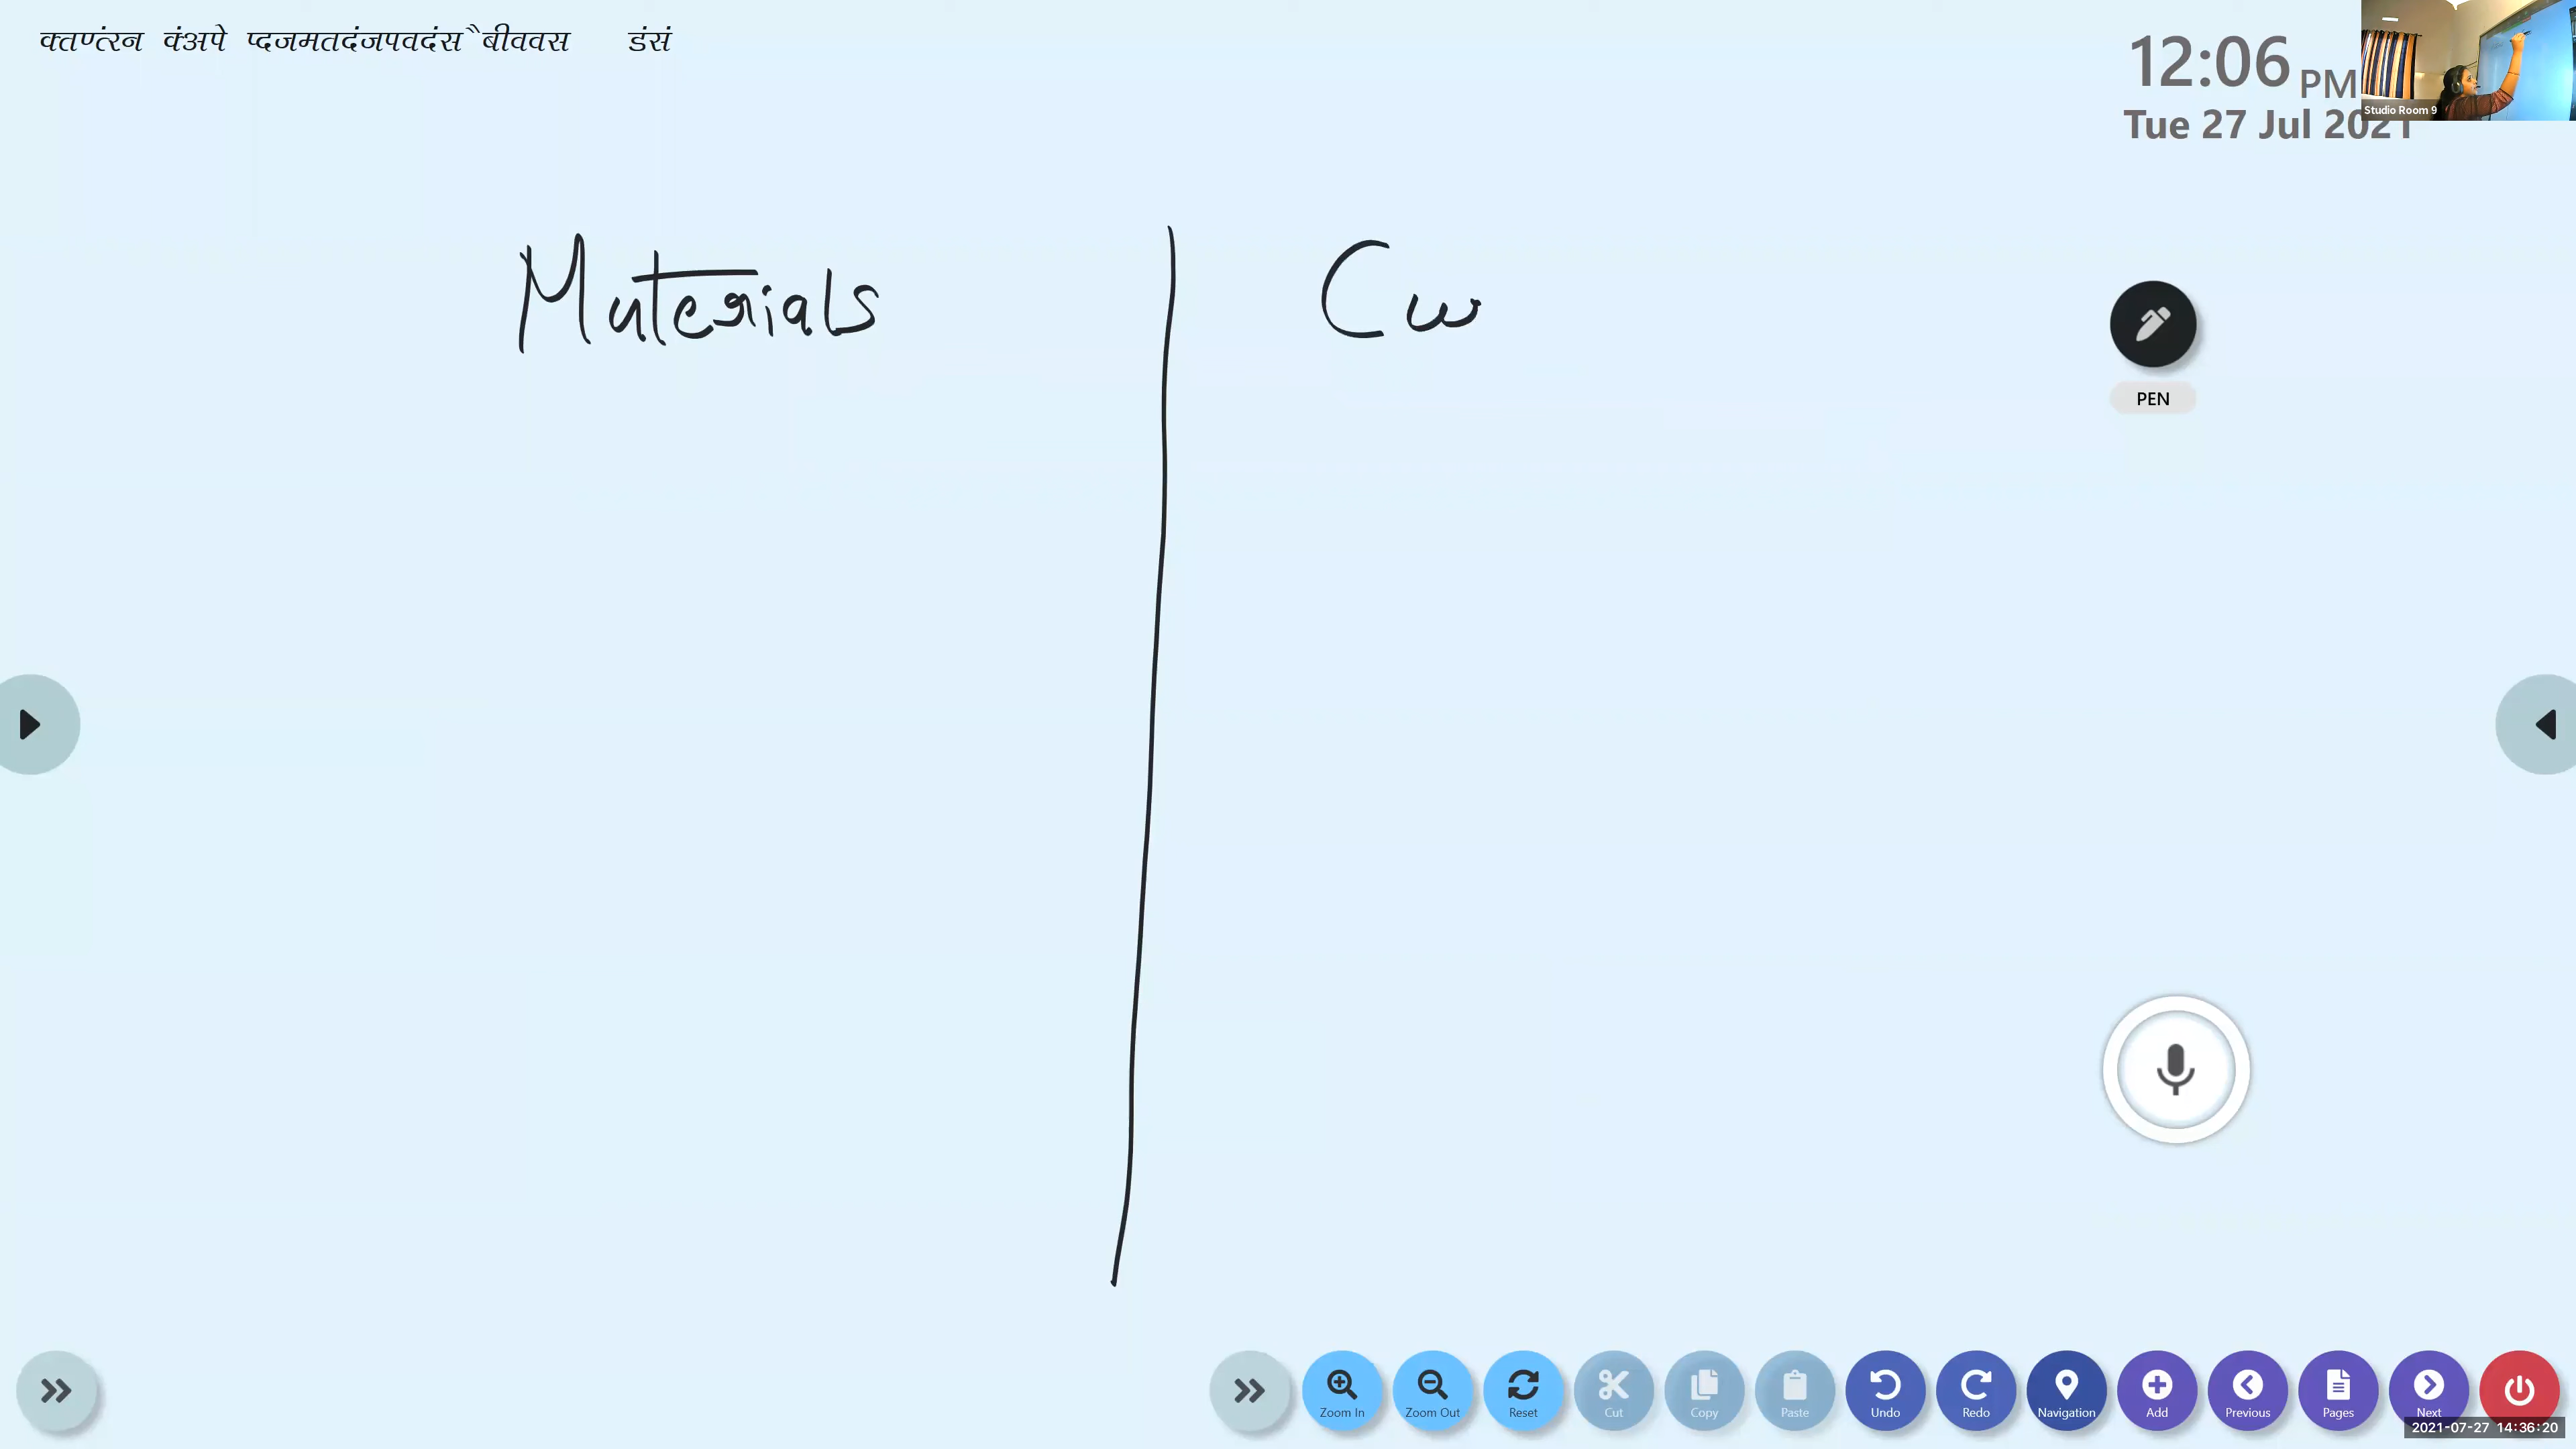 क्तण्तंरन कंअपे प्दजमतदंजपवदंस ैबीववस डंसं
12:06 PM
Tue 27 Jul 2021
Studio Room 9
Materials Cw
PEN
Zoom In Zoom Out Reset Cut Copy Paste Undo Redo Navigation Add Previous Pages Next
2021-07-27 14:36:20